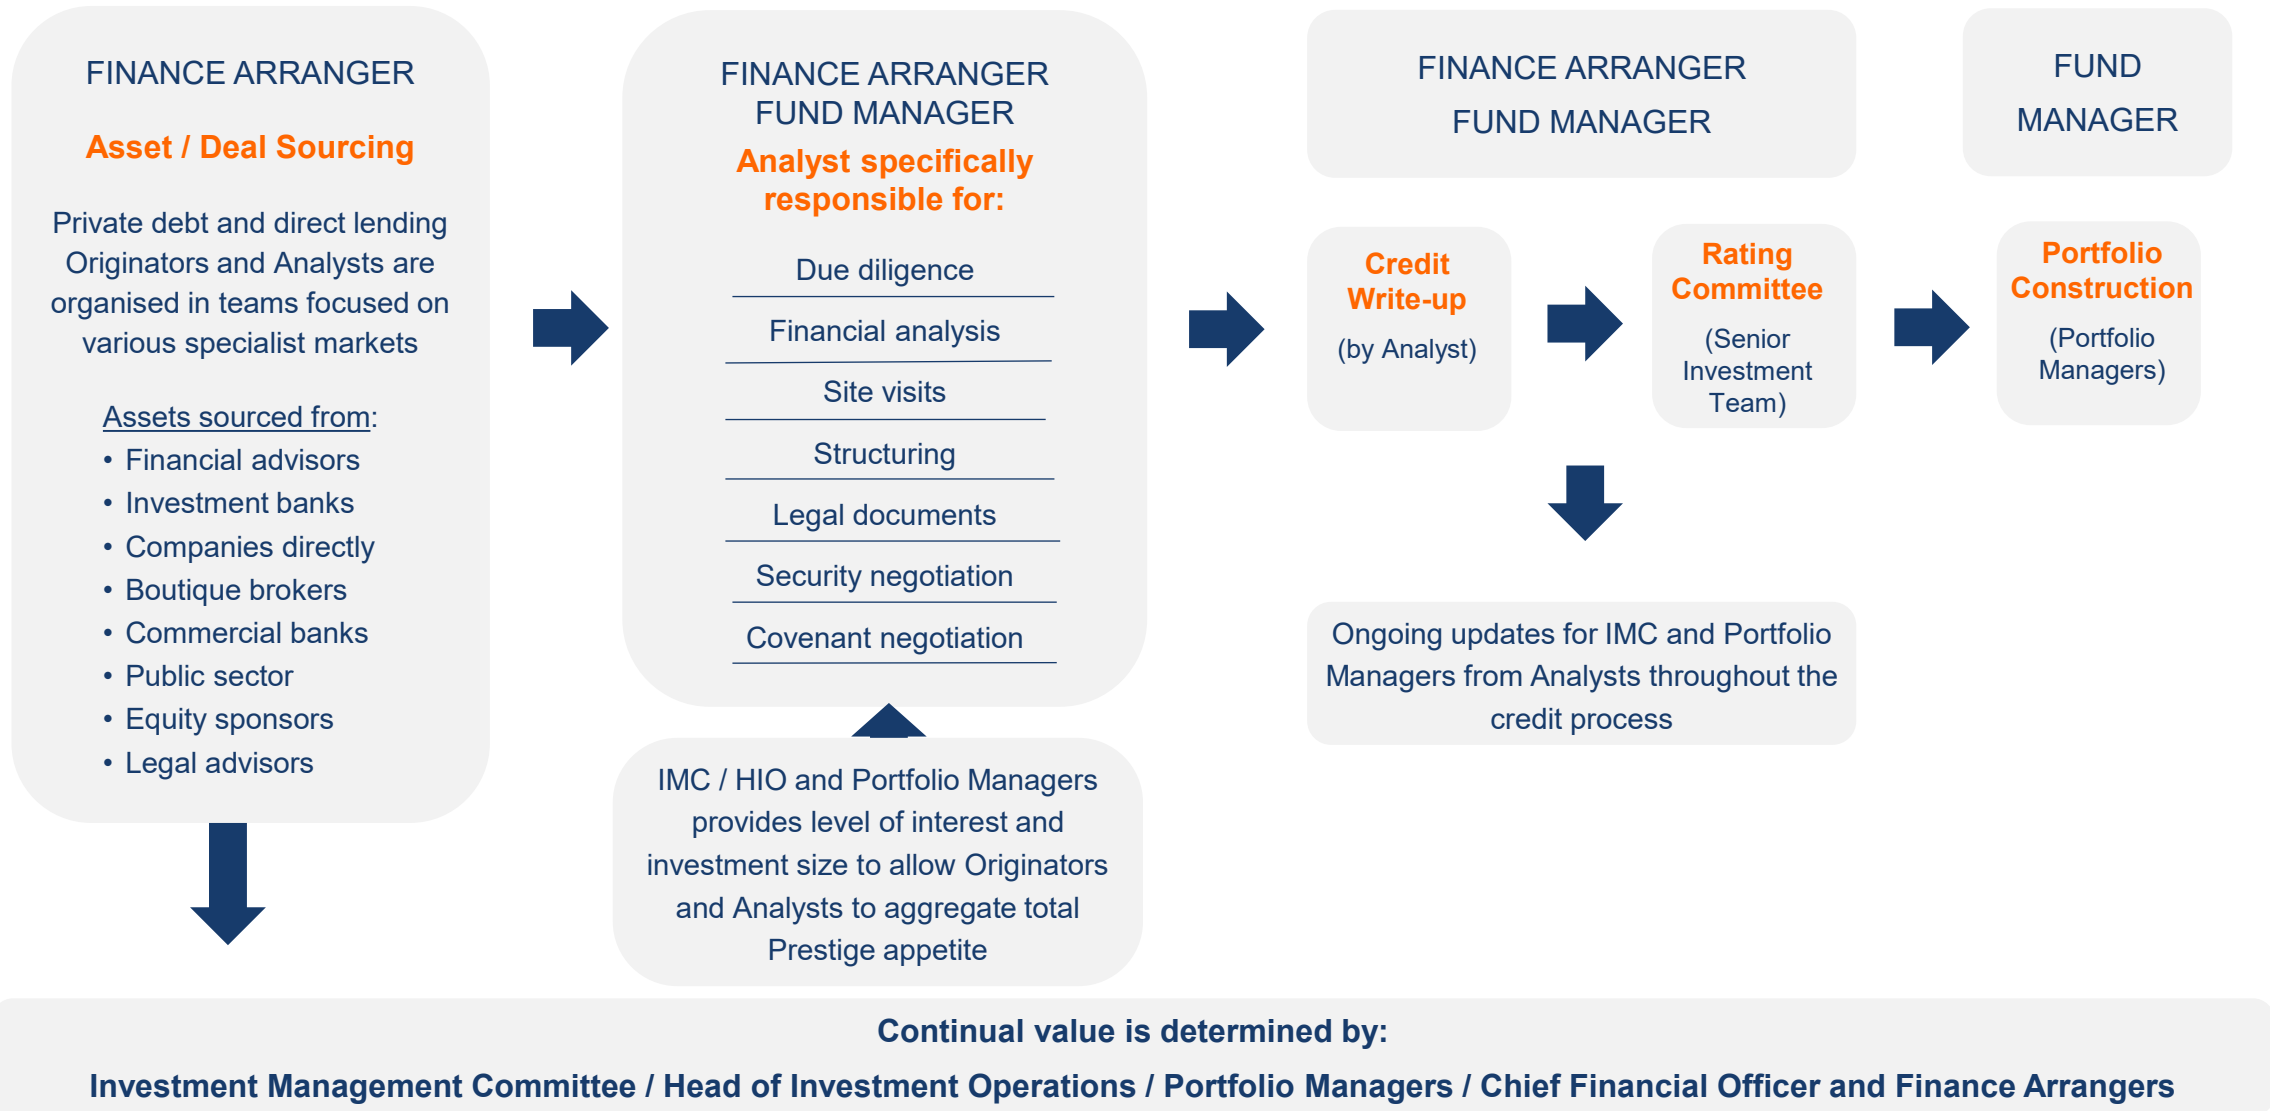 FINANCE ARRANGER
Asset / Deal Sourcing
Private debt and direct lending
Originators and Analysts are
organised in teams focused on
various specialist markets
Assets sourced from:
• Financial advisors
• Investment banks
• Companies directly
• Boutique brokers
• Commercial banks
• Public sector
• Equity sponsors
• Legal advisors
FINANCE ARRANGER
FUND MANAGER
Analyst specifically
responsible for:
Due diligence
Financial analysis
Site visits
Structuring
Legal documents
Security negotiation
Covenant negotiation
IMC / HIO and Portfolio Managers
provides level of interest and
investment size to allow Originators
and Analysts to aggregate total
Prestige appetite
FINANCE ARRANGER
FUND MANAGER
Credit
Write-up
(by Analyst)
Rating
Committee
(Senior
Investment
Team)
Ongoing updates for IMC and Portfolio
Managers from Analysts throughout the
credit process
FUND
MANAGER
Portfolio
Construction
(Portfolio
Managers)
Continual value is determined by:
Investment Management Committee / Head of Investment Operations / Portfolio Managers / Chief Financial Officer and Finance Arrangers